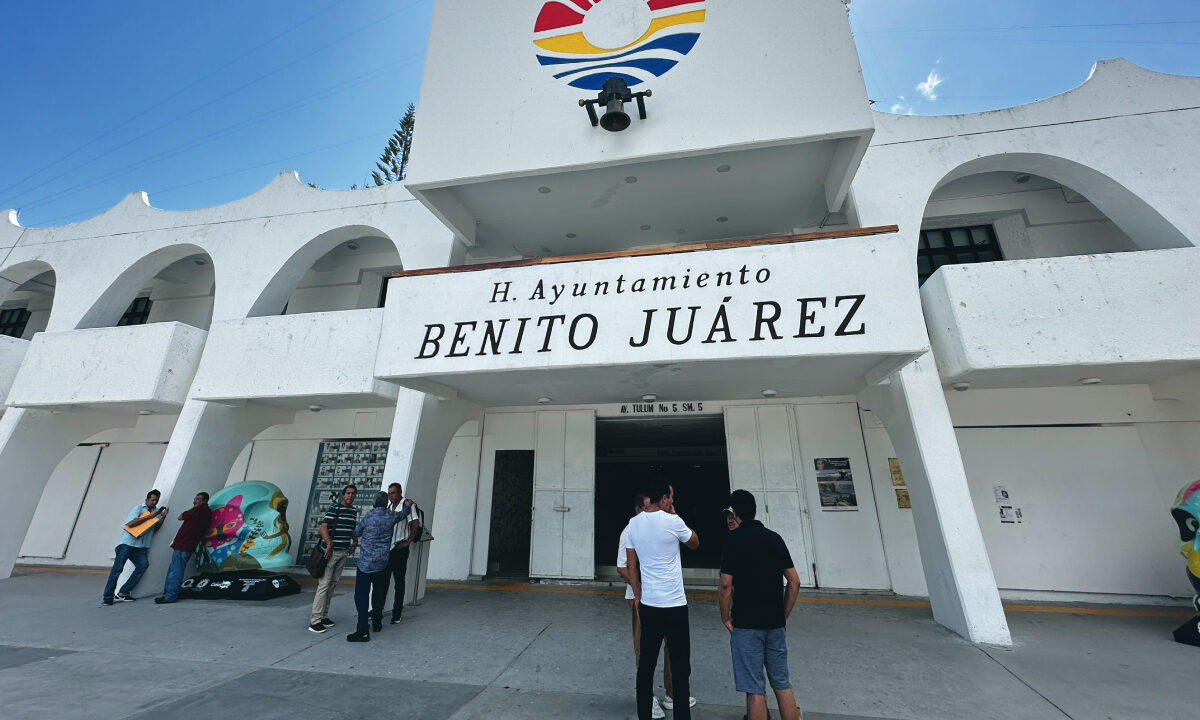 H. Ayuntamiento
BENITO JUÁREZ
AV. TULUM No 5. SM. 5